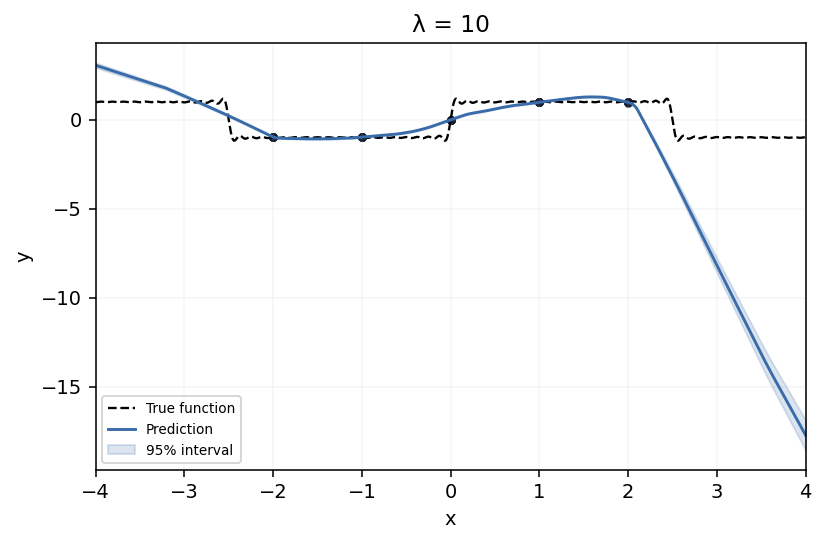 λ = 10
y
0
−5
−10
−15
True function
Prediction
95% interval
−4 −3 −2 −1 0 1 2 3 4
x